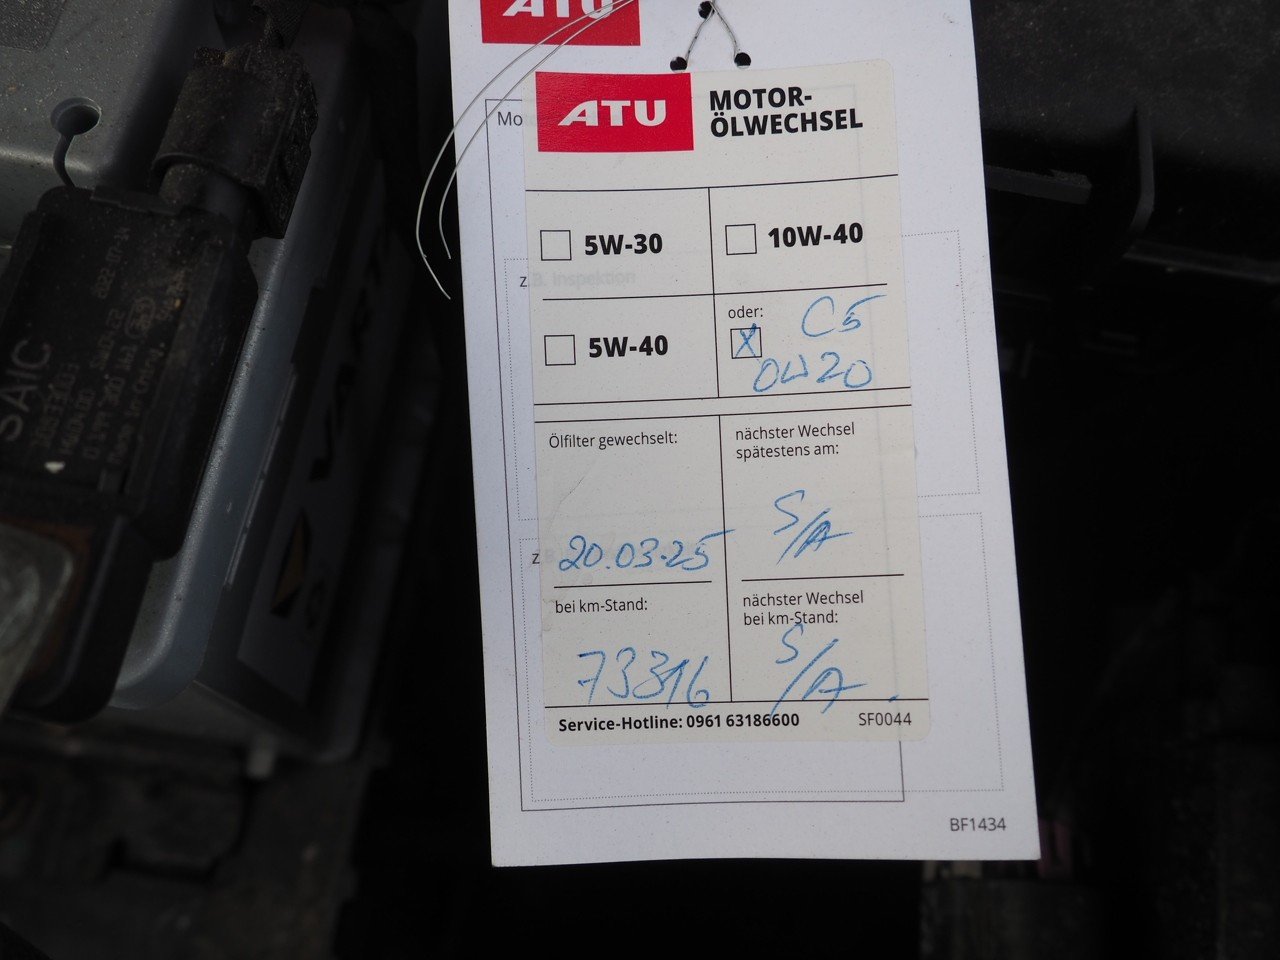 ATU
ATU
MOTOR-
ÖLWECHSEL
Mo
5W-30
10W-40
z.B. Inspektion
5W-40
oder:
X
C5
0W20
Ölfilter gewechselt:
nächster Wechsel
spätestens am:
S/A
20.03.25
bei km-Stand:
nächster Wechsel
bei km-Stand:
73316
S/A
Service-Hotline: 0961 63186600
SF0044
BF1434
SAIC
VARTA